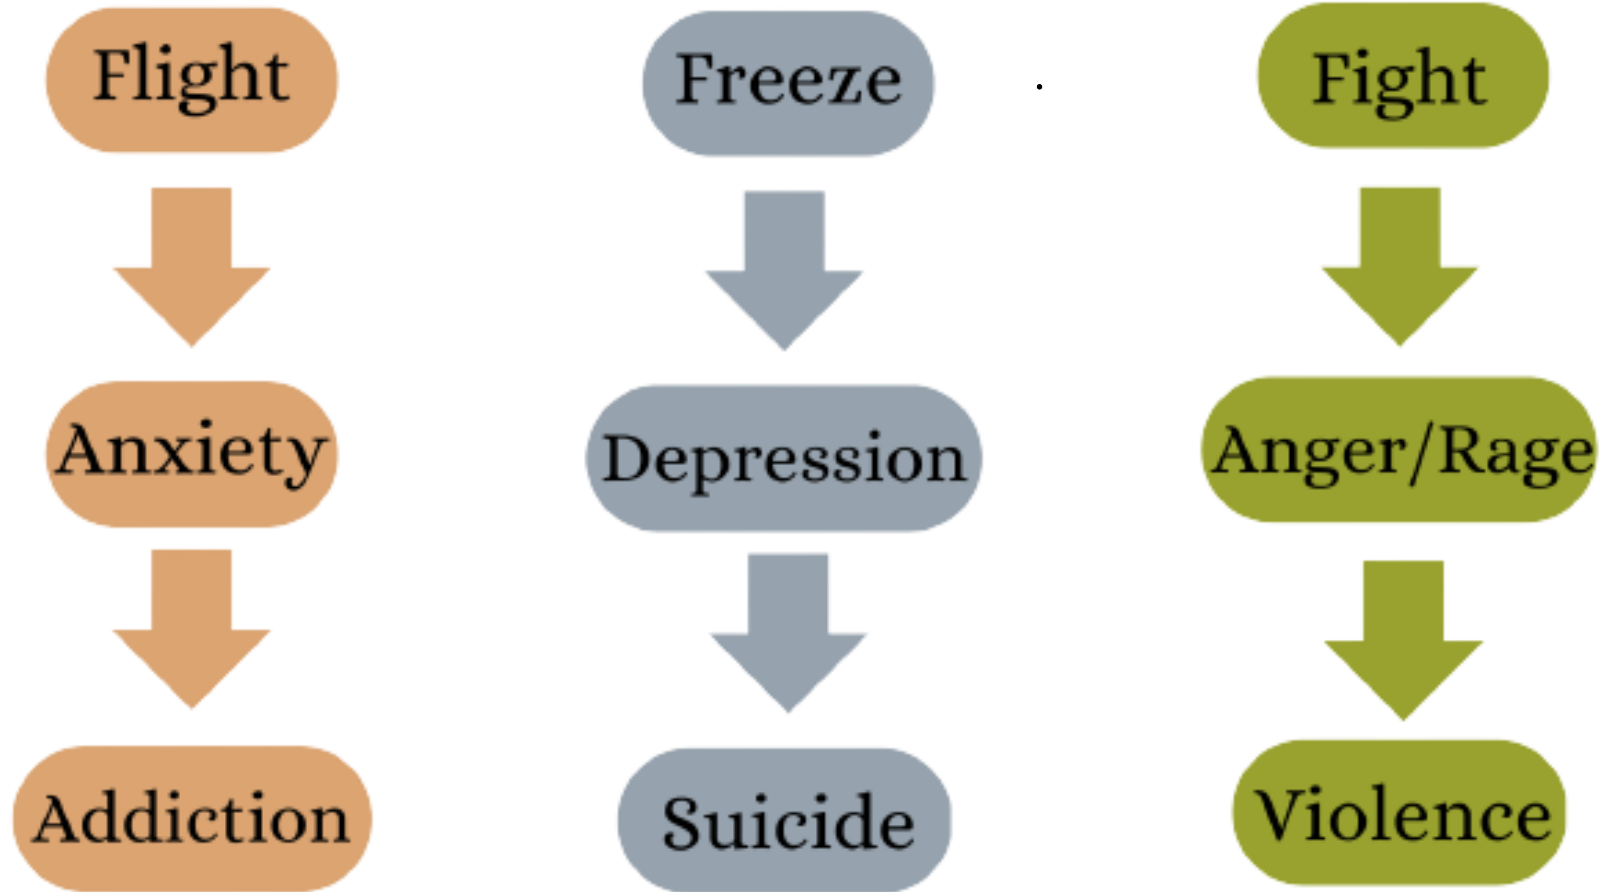 Flight
Anxiety
Addiction
Freeze
Depression
Suicide
Fight
Anger/Rage
Violence